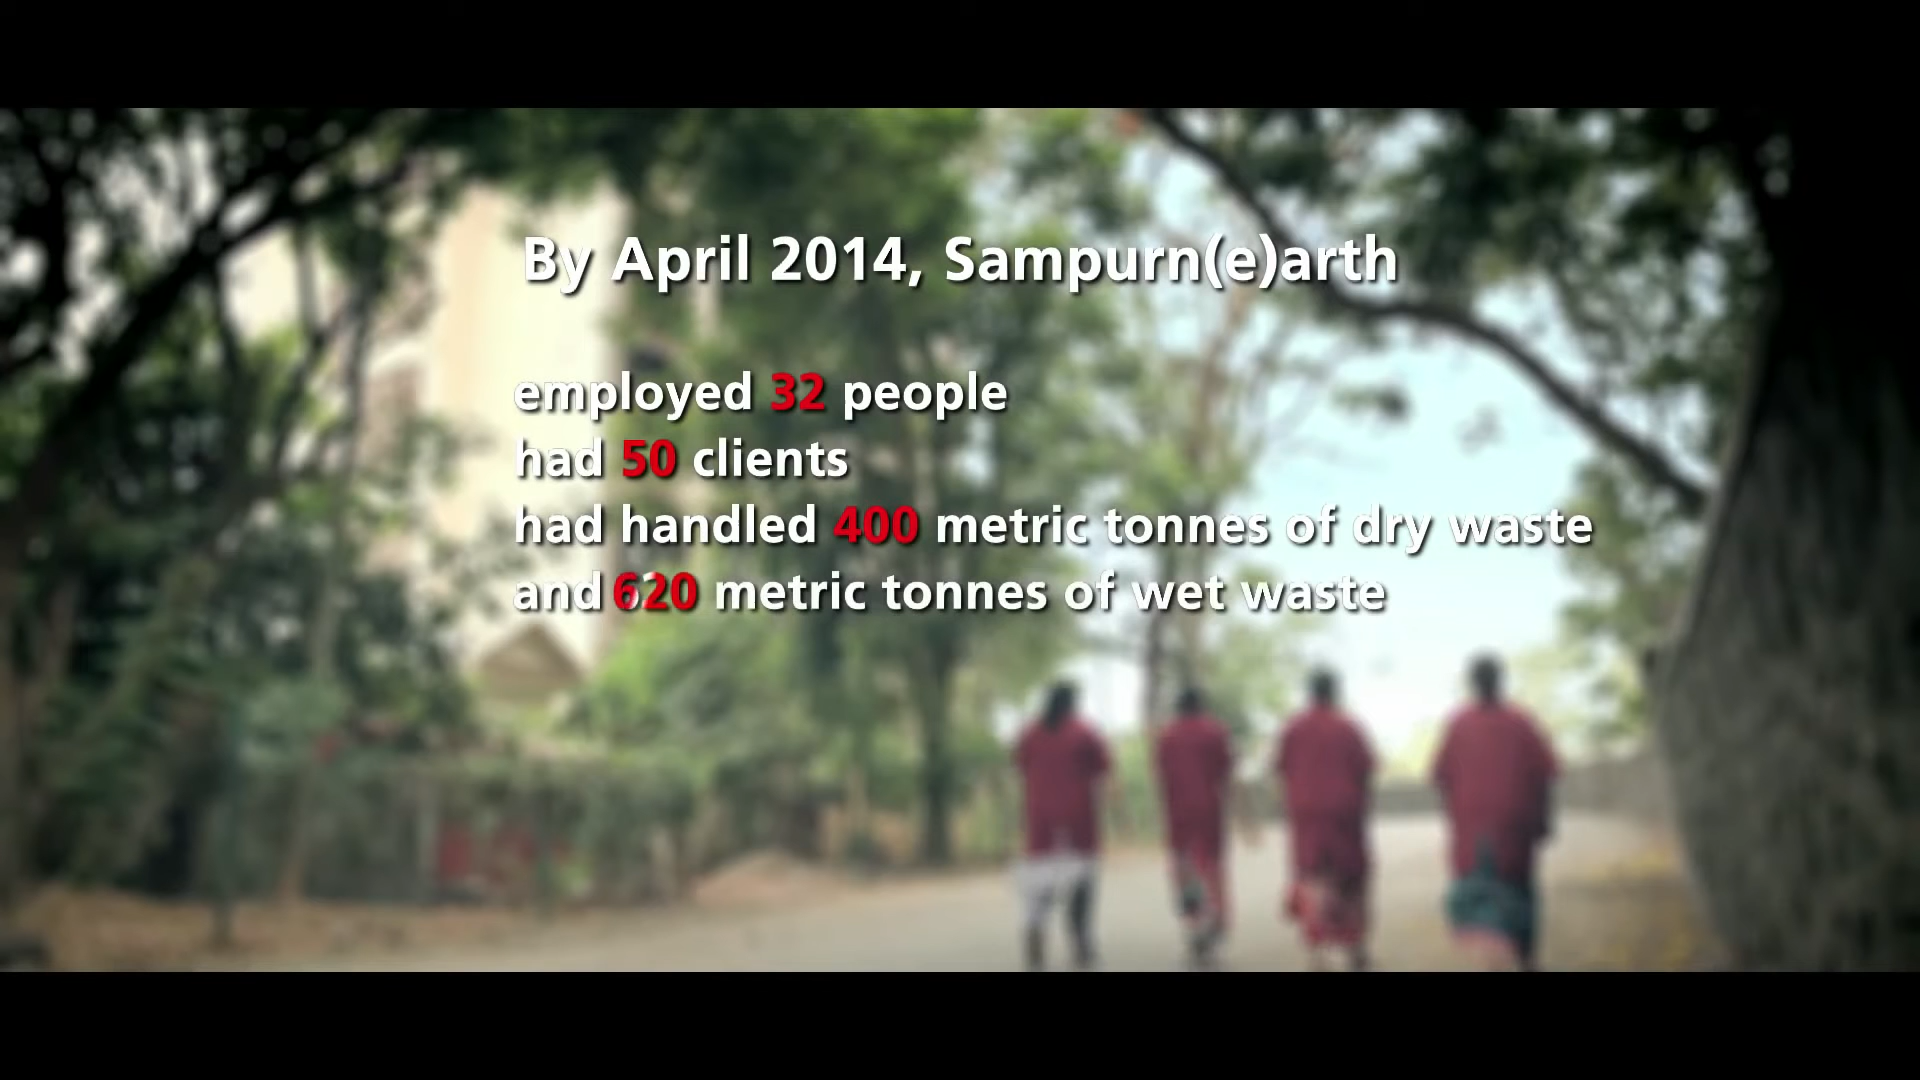 By April 2014, Sampurn(e)arth
employed 32 people
had 50 clients
had handled 400 metric tonnes of dry waste
and 620 metric tonnes of wet waste